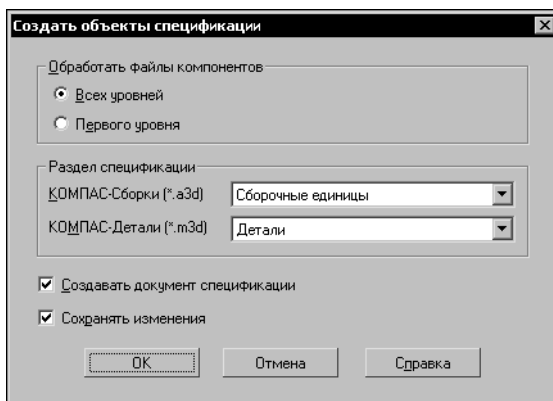 Создать объекты спецификации
Обработать файлы компонентов
Всех уровней
Первого уровня
Раздел спецификации
КОМПАС-Сборки (*.a3d) Сборочные единицы
КОМПАС-Детали (*.m3d) Детали
Создавать документ спецификации
Сохранять изменения
OK Отмена Справка